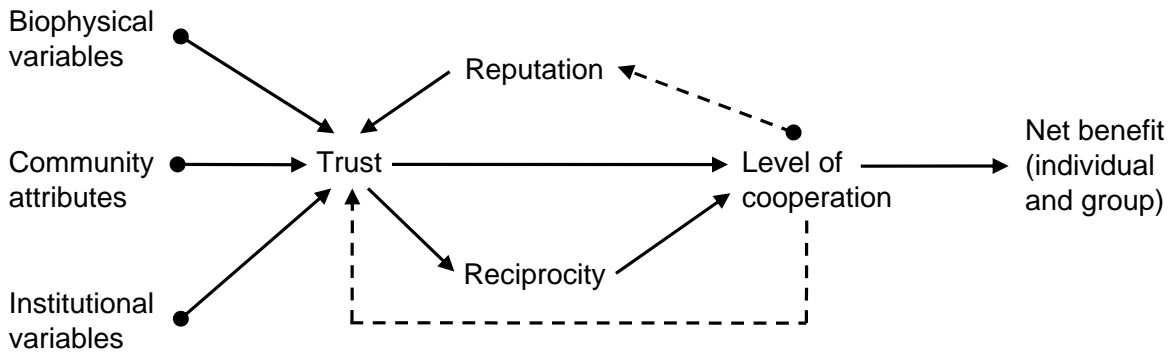 Biophysical
variables
Reputation
Net benefit
(individual
and group)
Community
attributes
Trust
Level of
cooperation
Reciprocity
Institutional
variables